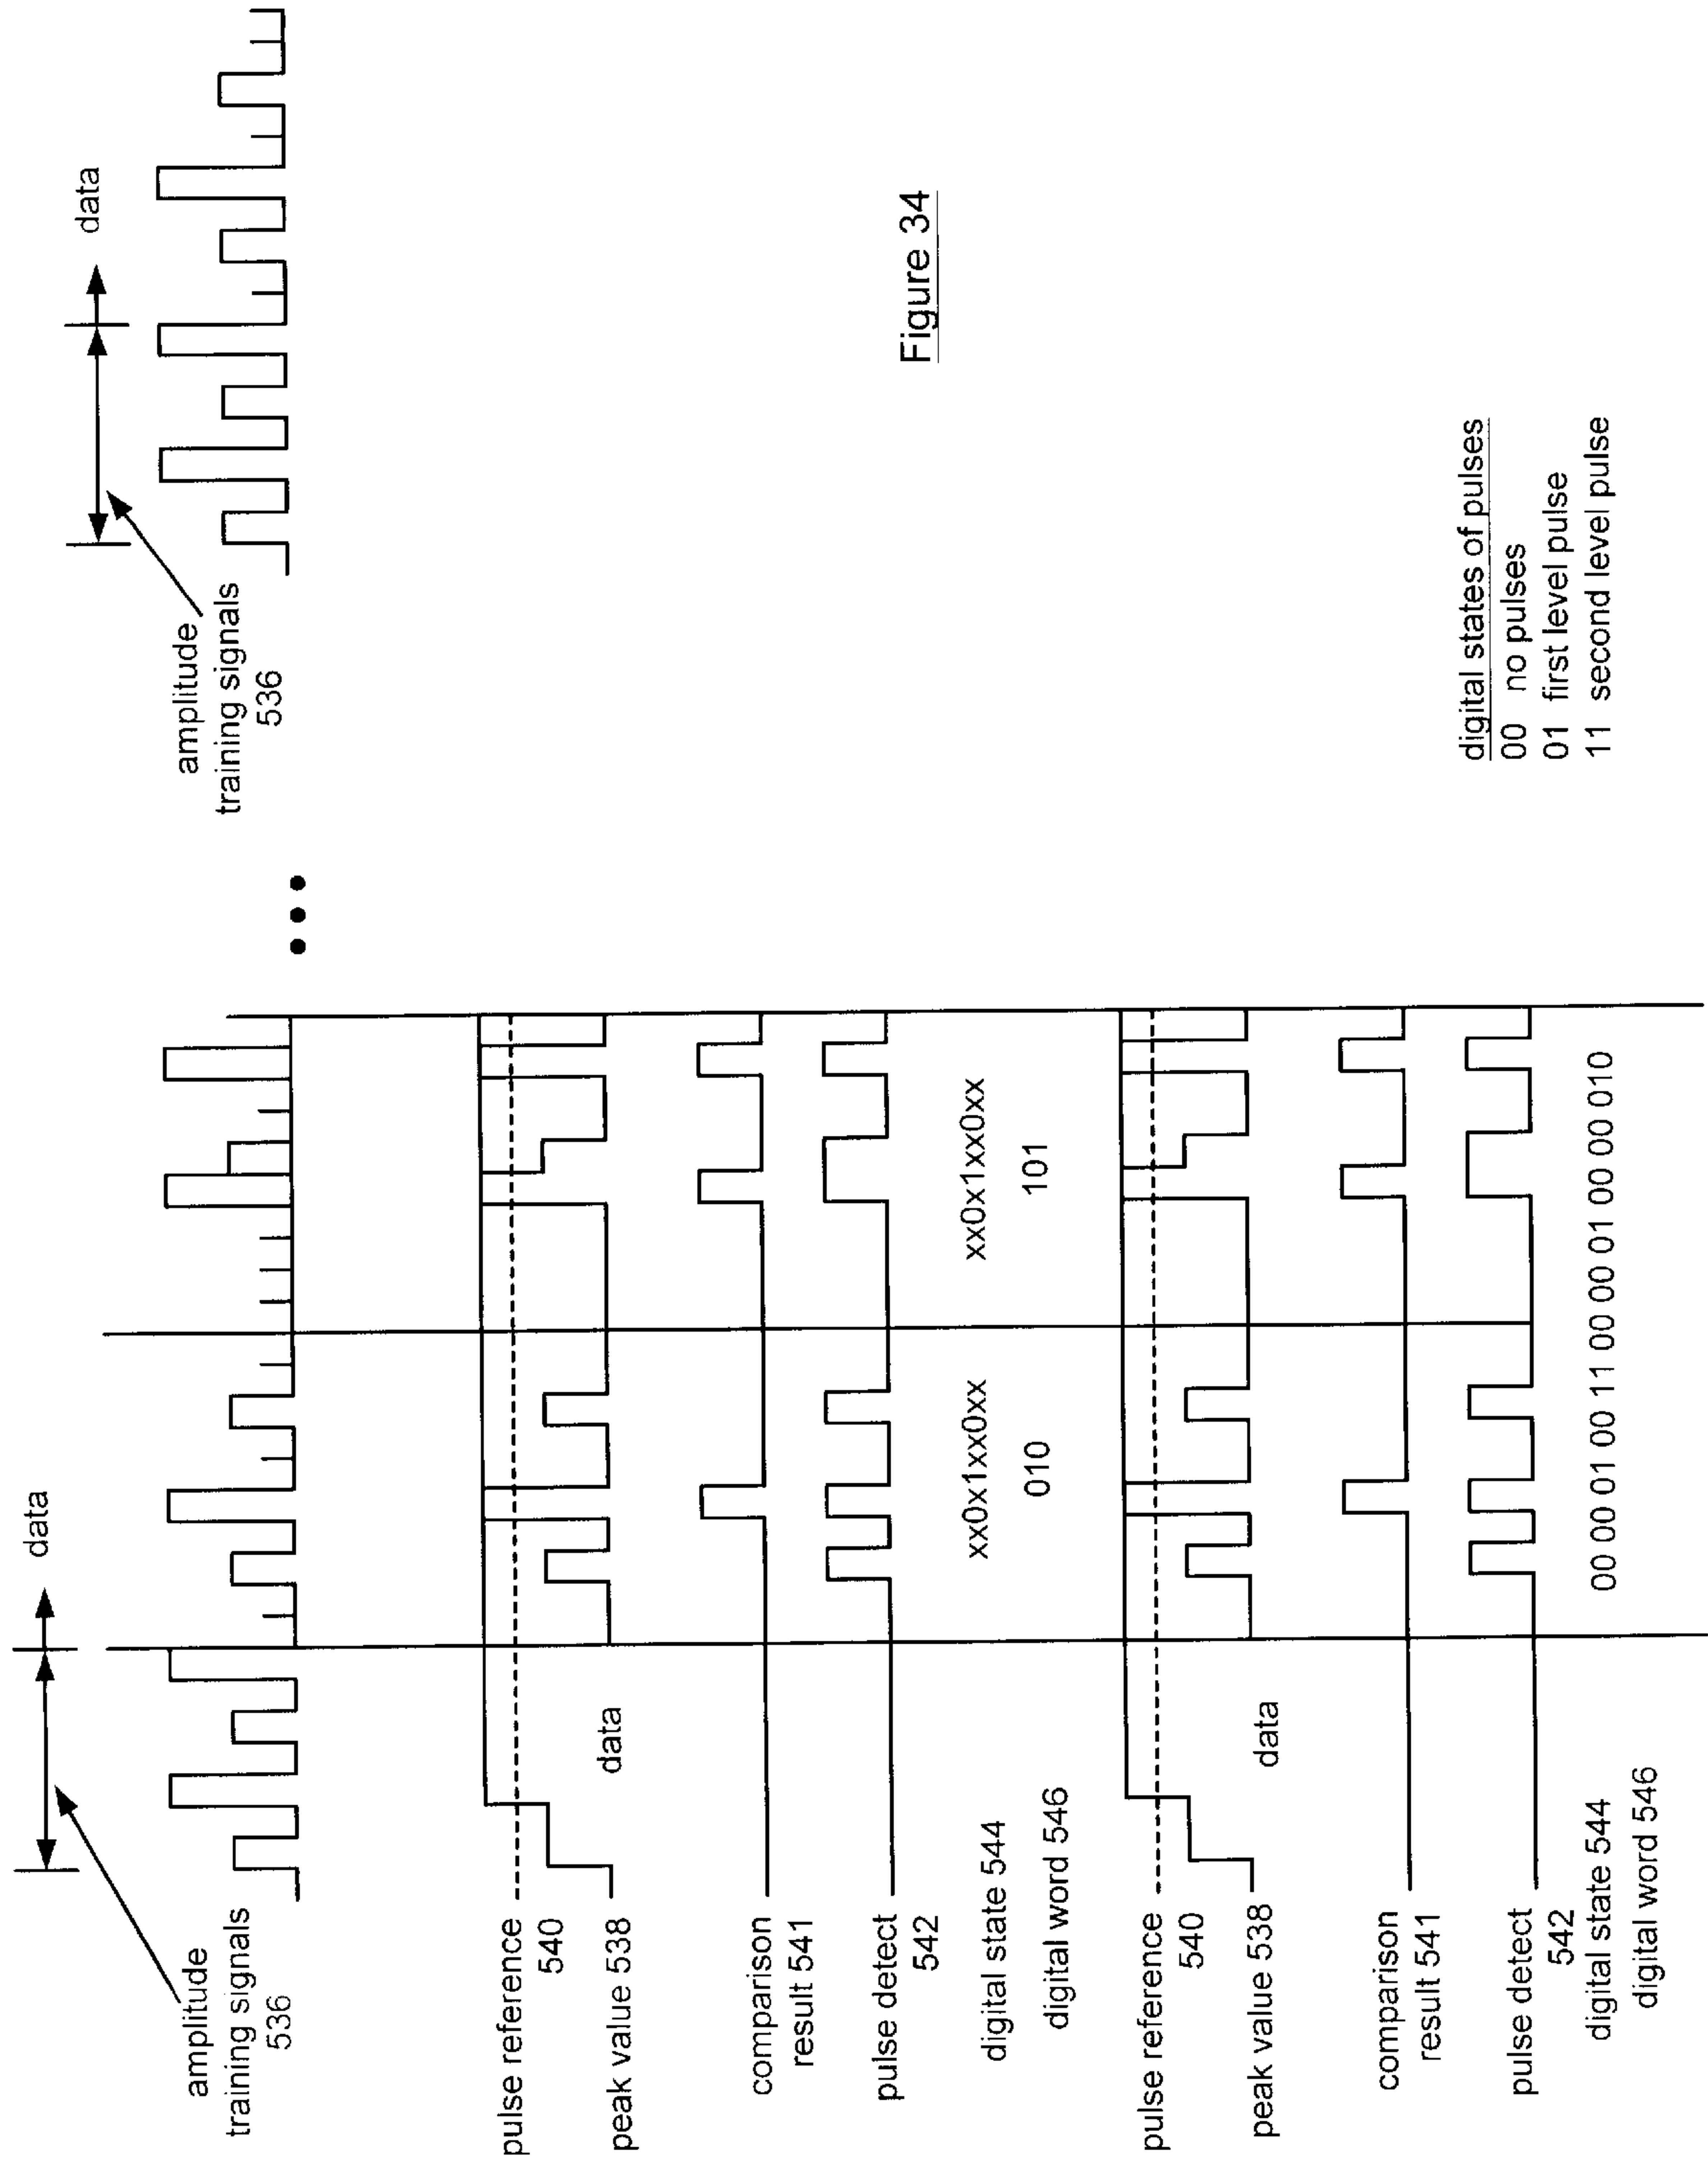 data
data
amplitude
training signals
536
amplitude
training signals
536
pulse reference
540
peak value 538
data
comparison
result 541
pulse detect
542
digital state 544
xx0x1xx0xx
xx0x1xx0xx
digital word 546
010
101
pulse reference
540
peak value 538
data
comparison
result 541
pulse detect
542
digital state 544
00 00 01 00 11 00 00 00 01 00 00 010
digital word 546
Figure 34
digital states of pulses
00 no pulses
01 first level pulse
11 second level pulse